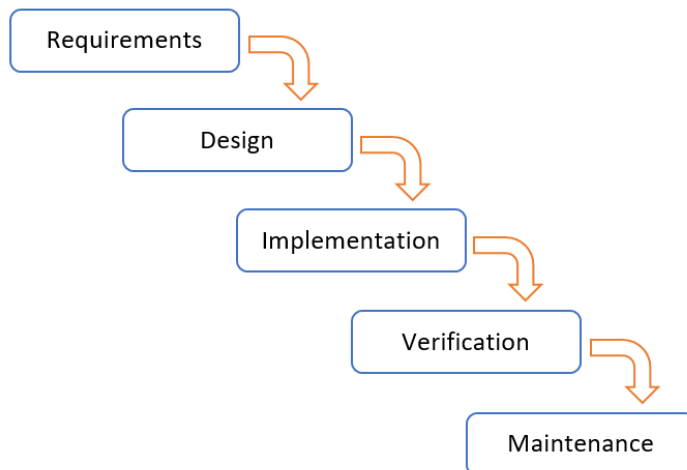 Requirements
Design
Implementation
Verification
Maintenance